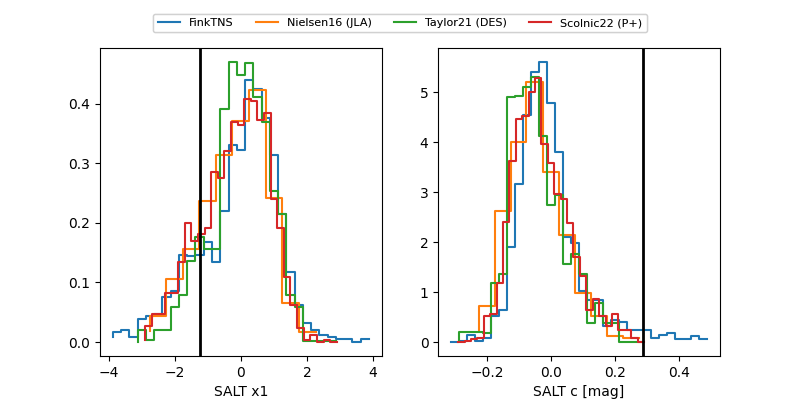 FinkTNS Nielsen16 (JLA) Taylor21 (DES) Scolnic22 (P+)
0.4
0.3
0.2
0.1
0.0
−4 −2 0 2 4
SALT x1
5
4
3
2
1
0
−0.2 0.0 0.2 0.4
SALT c [mag]